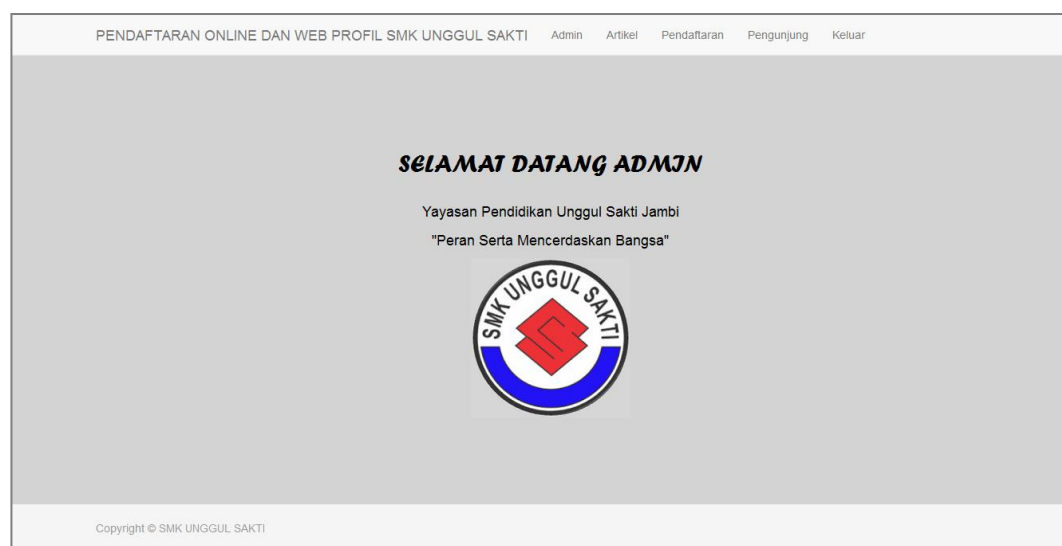 PENDAFTARAN ONLINE DAN WEB PROFIL SMK UNGGUL SAKTI Admin Artikel Pendaftaran Pengunjung Keluar
SELAMAT DATANG ADMIN
Yayasan Pendidikan Unggul Sakti Jambi
"Peran Serta Mencerdaskan Bangsa"
SMK UNGGUL SAKTI
Copyright © SMK UNGGUL SAKTI